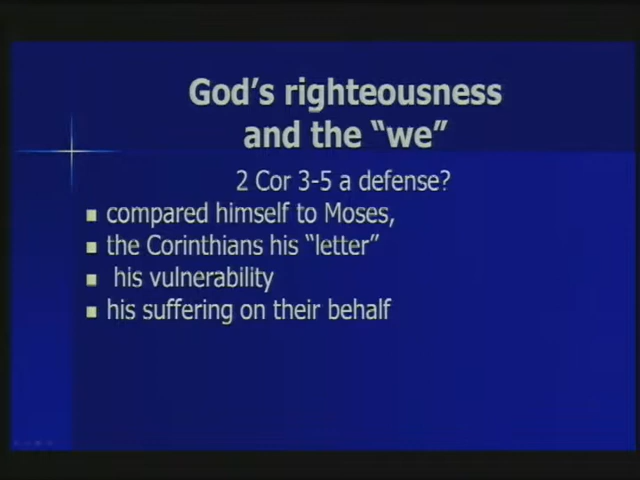 God's righteousness
and the “we”
2 Cor 3-5 a defense?
▪ compared himself to Moses,
▪ the Corinthians his “letter”
▪ his vulnerability
▪ his suffering on their behalf